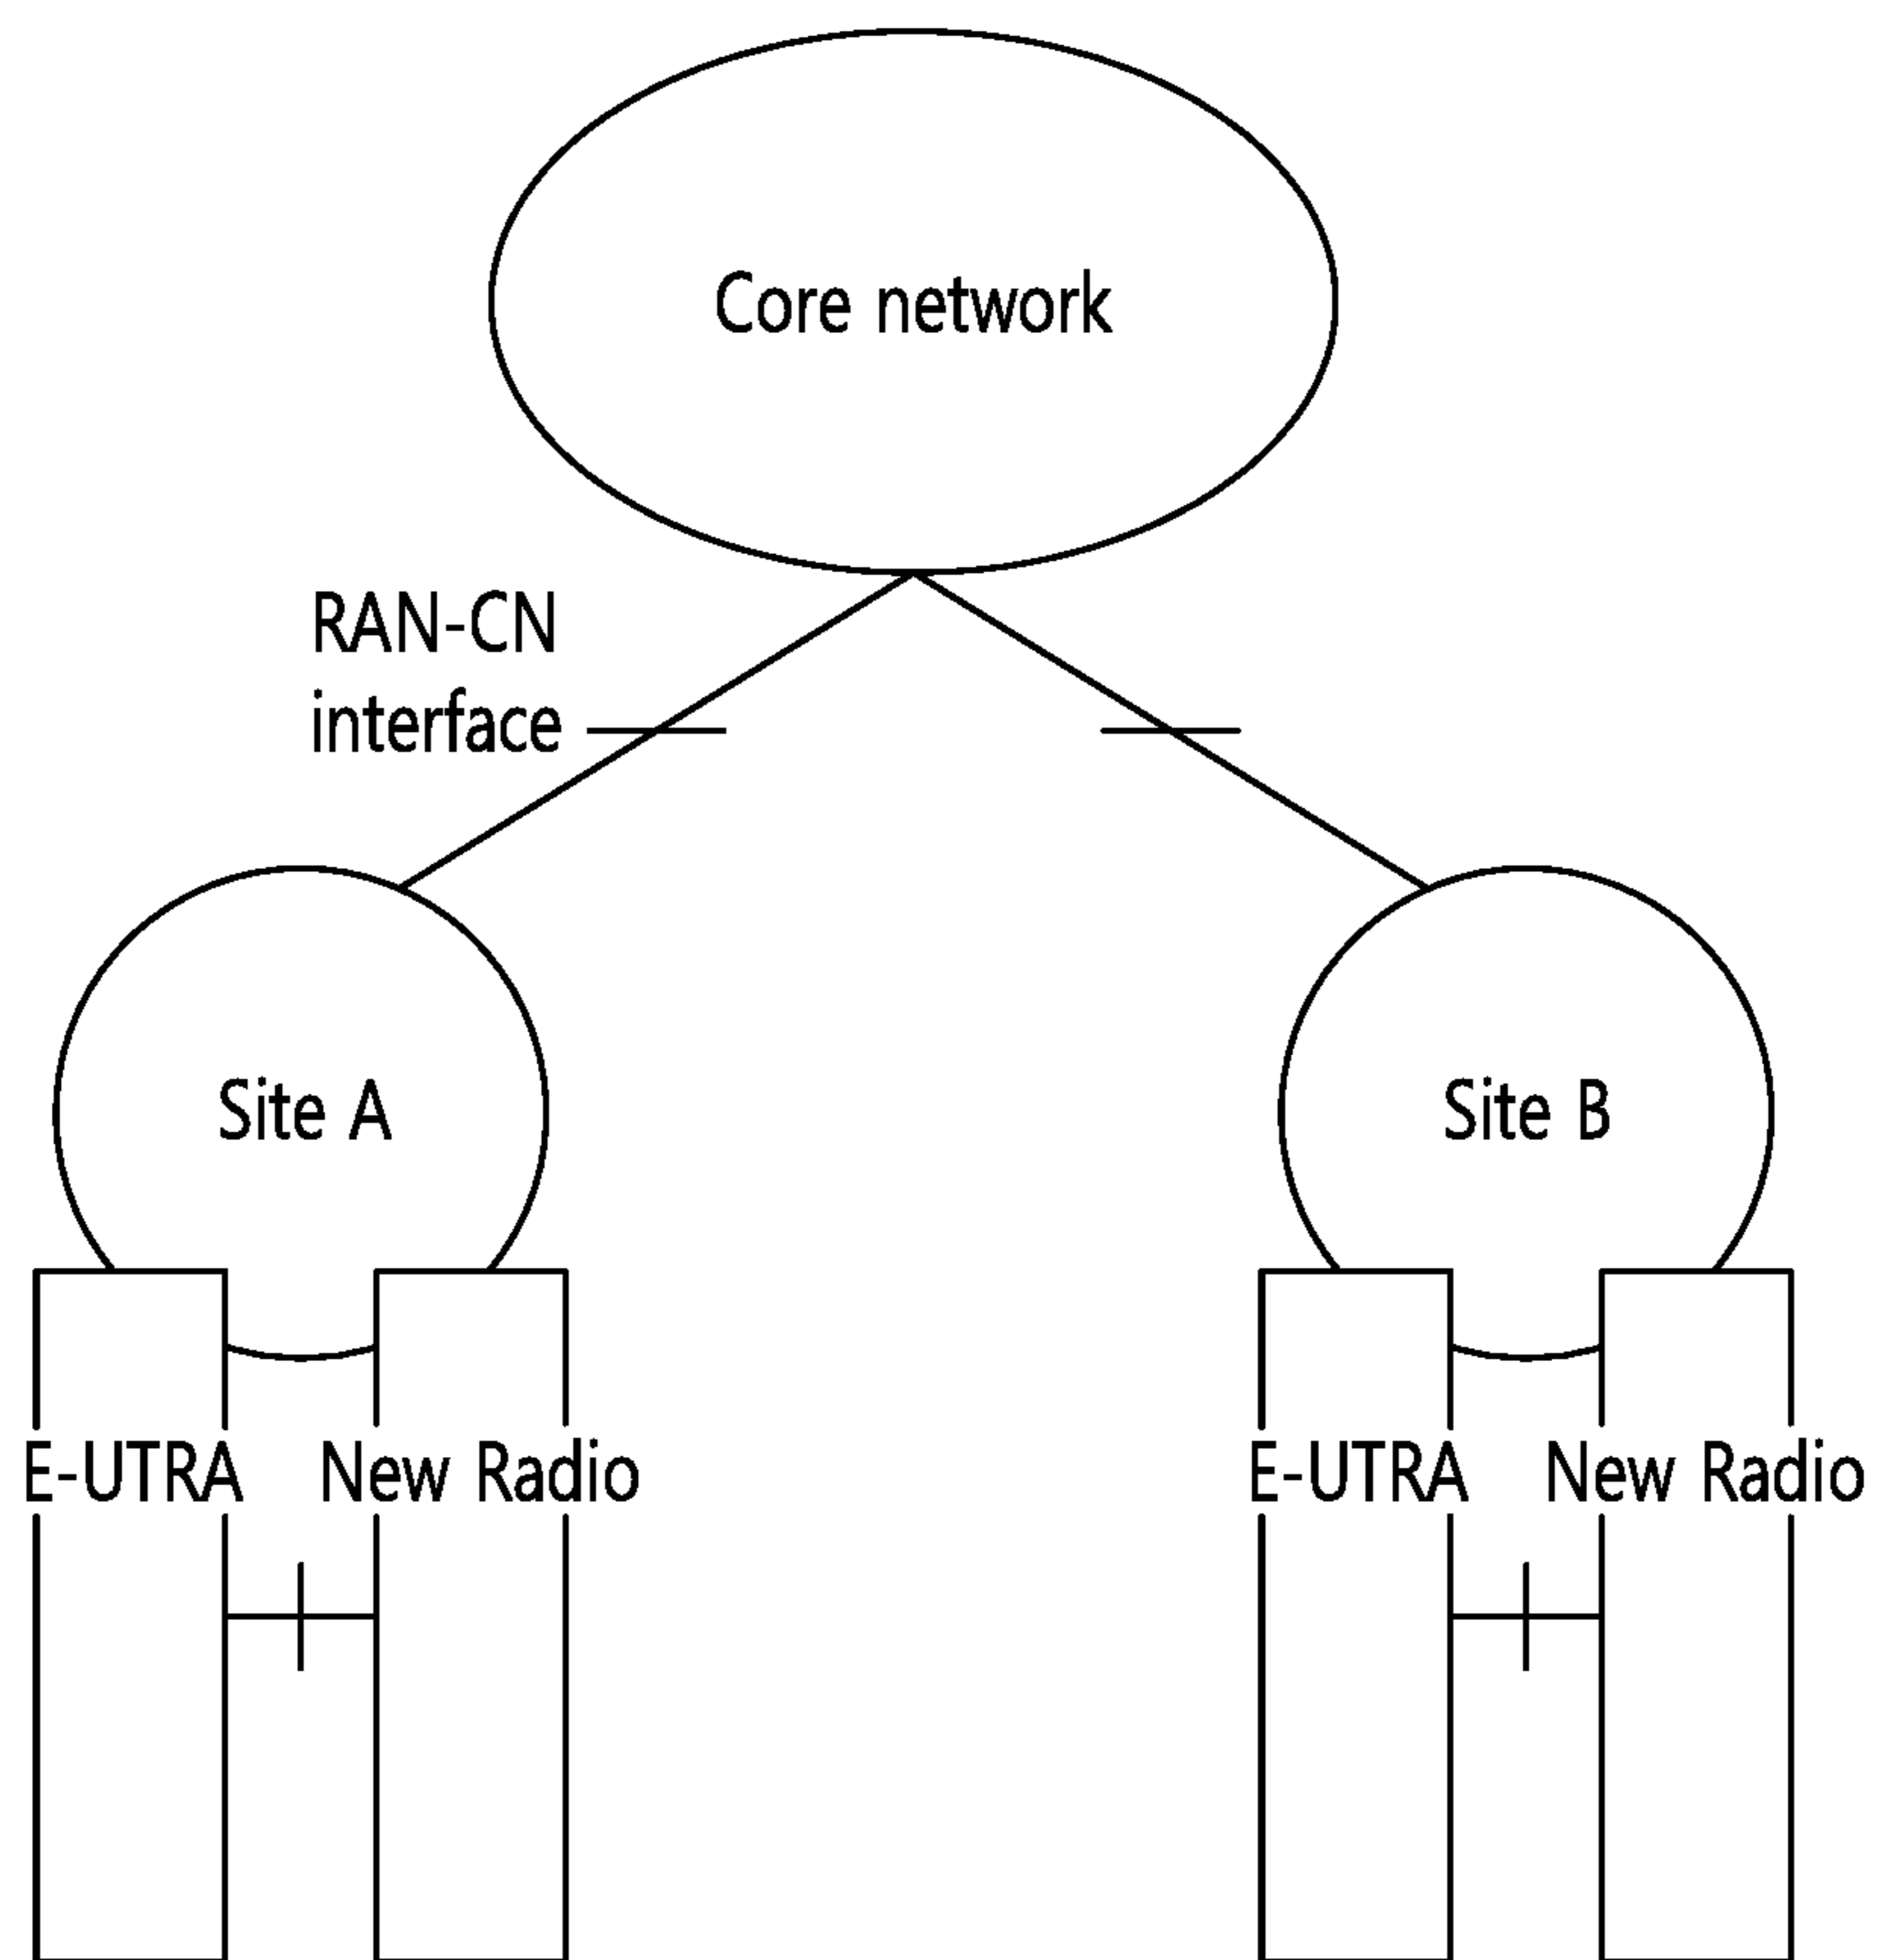 Core network
RAN-CN
interface
Site A
Site B
E-UTRA
New Radio
E-UTRA
New Radio